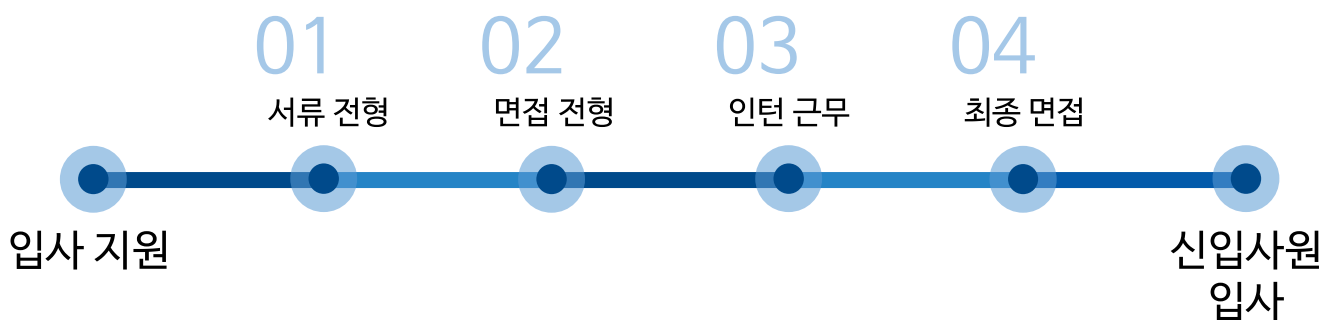 01
서류 전형
02
면접 전형
03
인턴 근무
04
최종 면접
입사 지원
신입사원
입사